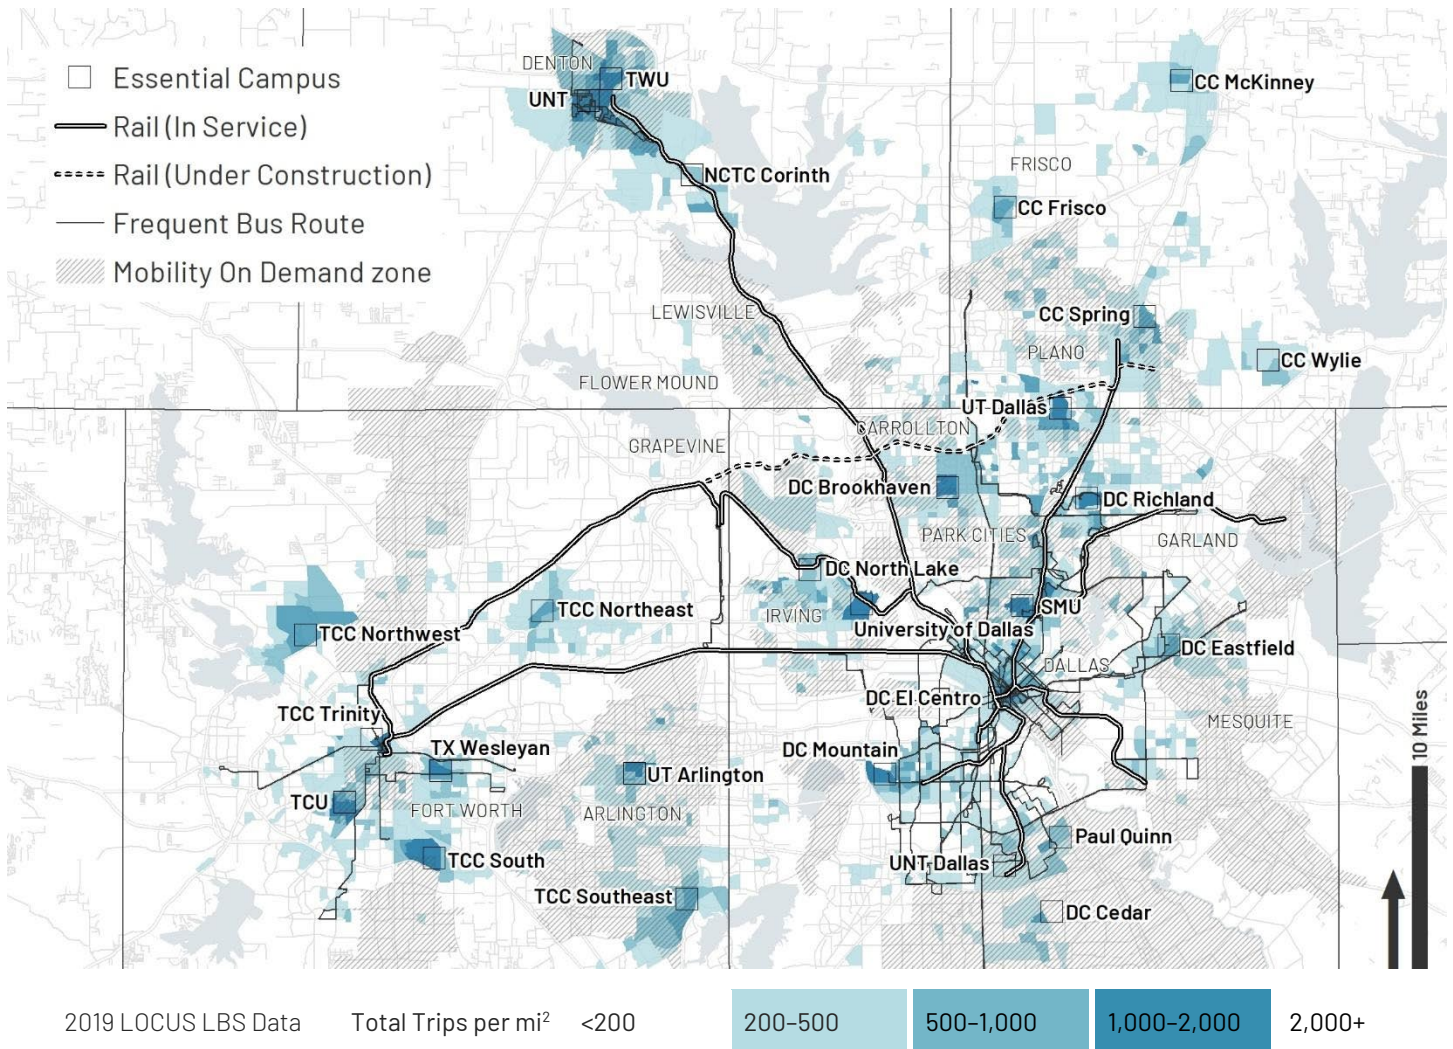 Essential Campus
Rail (In Service)
Rail (Under Construction)
Frequent Bus Route
Mobility On Demand zone
DENTON
TWU
UNT
NCTC Corinth
CC McKinney
FRISCO
CC Frisco
LEWISVILLE
CC Spring
PLANO
CC Wylie
FLOWER MOUND
UT Dallas
CARROLLTON
GRAPEVINE
DC Brookhaven
DC Richland
PARK CITIES
GARLAND
DC North Lake
TCC Northeast
SMU
IRVING
TCC Northwest
University of Dallas
DC Eastfield
DALLAS
DC El Centro
TCC Trinity
MESQUITE
TX Wesleyan
DC Mountain
UT Arlington
TCU
FORT WORTH
ARLINGTON
Paul Quinn
TCC South
UNT Dallas
TCC Southeast
DC Cedar
10 Miles
2019 LOCUS LBS Data Total Trips per mi² <200 200–500 500–1,000 1,000–2,000 2,000+